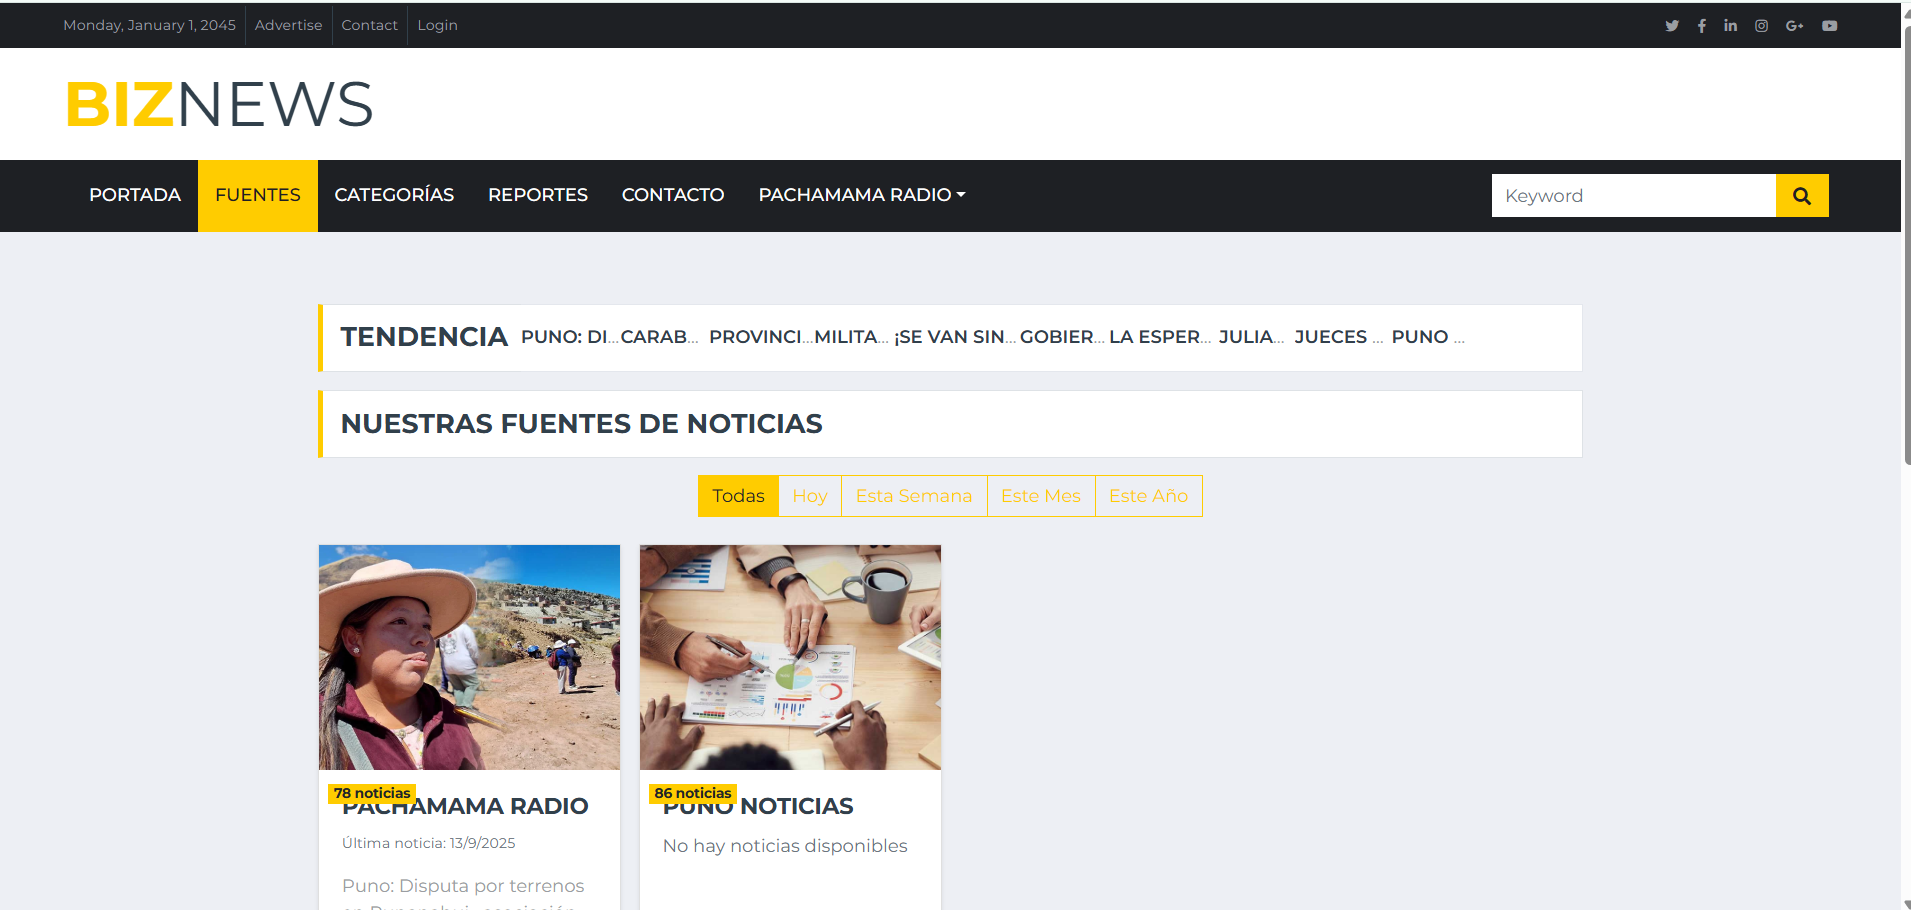 Monday, January 1, 2045 Advertise Contact Login
BIZNEWS
PORTADA FUENTES CATEGORÍAS REPORTES CONTACTO PACHAMAMA RADIO
Keyword
TENDENCIA PUNO: DI... CARAB... PROVINCI... MILITA... ¡SE VAN SIN... GOBIER... LA ESPER... JULIA... JUECES ... PUNO ...
NUESTRAS FUENTES DE NOTICIAS
Todas Hoy Esta Semana Este Mes Este Año
78 noticias
PACHAMAMA RADIO
Última noticia: 13/9/2025
Puno: Disputa por terrenos
86 noticias
PUNO NOTICIAS
No hay noticias disponibles